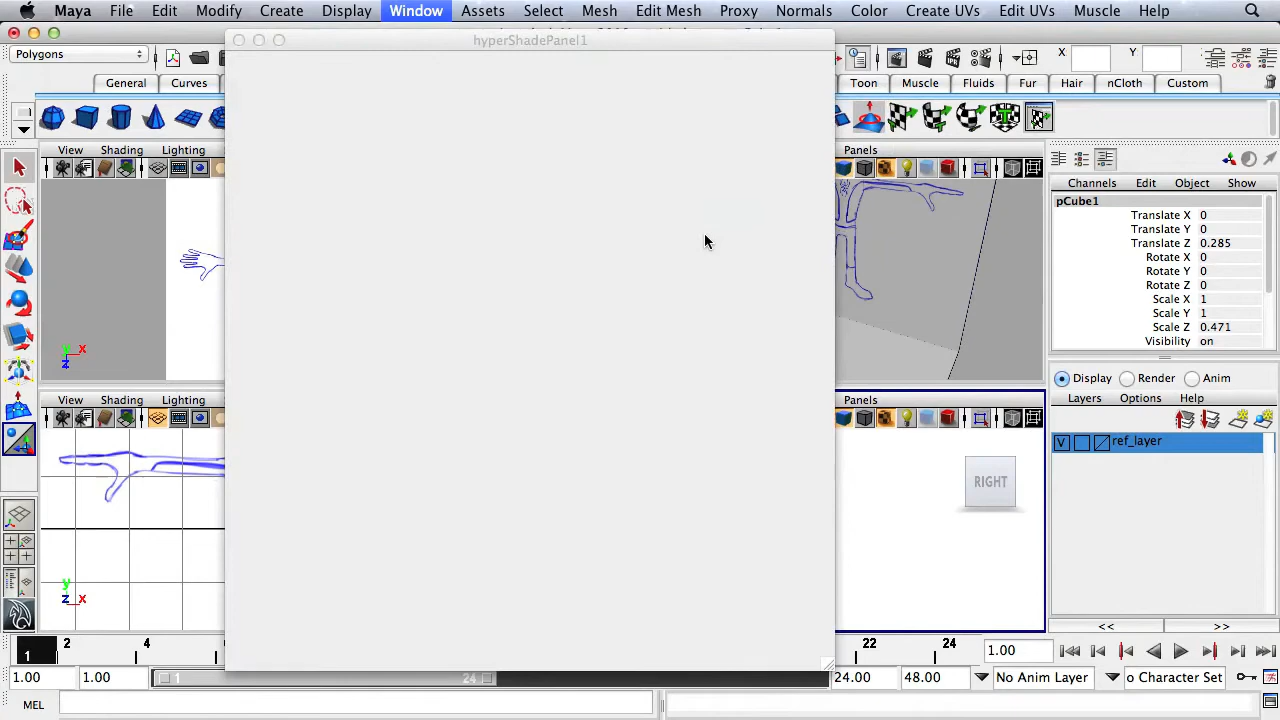 Maya File Edit Modify Create Display Window Assets Select Mesh Edit Mesh Proxy Normals Color Create UVs Edit UVs Muscle Help
hyperShadePanel1
Polygons
X Y
General Curves Toon Muscle Fluids Fur Hair nCloth Custom
View Shading Lighting
Panels
Channels Edit Object Show
pCube1
Translate X 0
Translate Y 0
Translate Z 0.285
Rotate X 0
Rotate Y 0
Rotate Z 0
Scale X 1
Scale Y 1
Scale Z 0.471
Visibility on
y x
z
Display Render Anim
Layers Options Help
V ref_layer
View Shading Lighting
Panels
RIGHT
y
z x
<< >>
1 2 4 22 24
1.00
1.00 1.00 1 24 24.00 48.00 No Anim Layer o Character Set
MEL